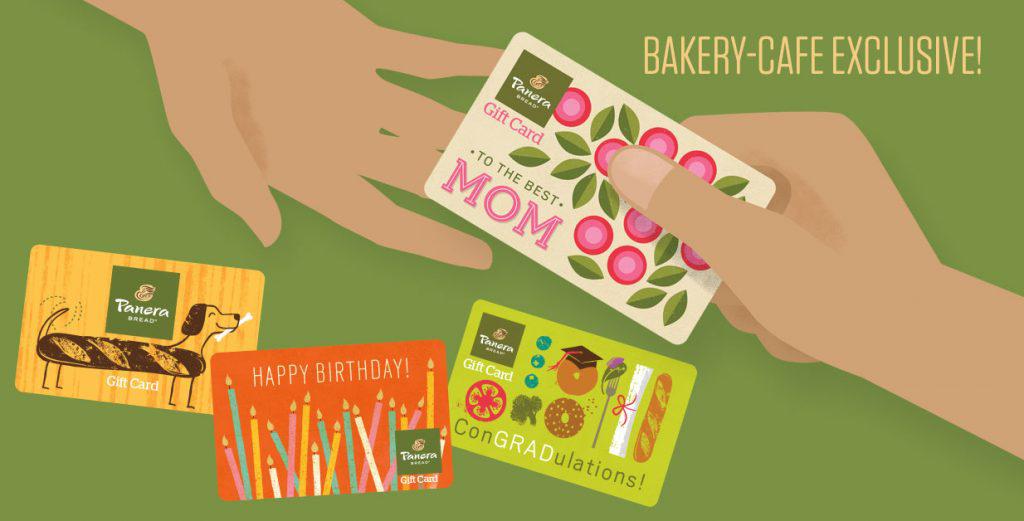 BAKERY-CAFE EXCLUSIVE!
Panera
BREAD®
Gift Card
•TO THE BEST•
MOM
Panera
BREAD®
Gift Card
HAPPY BIRTHDAY!
Panera
BREAD®
Gift Card
Panera
BREAD®
Gift Card
ConGRADulations!